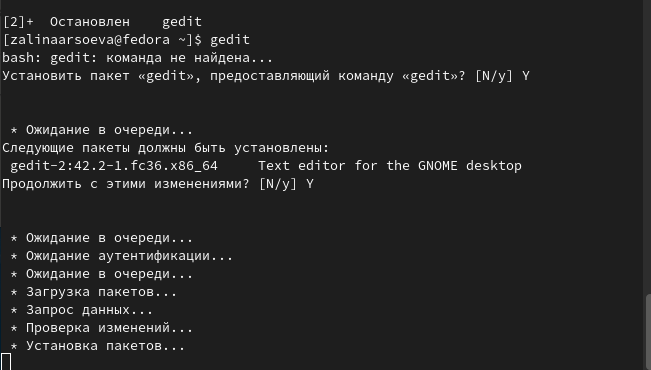 [2]+  Остановлен    gedit
[zalinaarsoeva@fedora ~]$ gedit
bash: gedit: команда не найдена...
Установить пакет «gedit», предоставляющий команду «gedit»? [N/y] Y
* Ожидание в очереди...
Следующие пакеты должны быть установлены:
gedit-2:42.2-1.fc36.x86_64     Text editor for the GNOME desktop
Продолжить с этими изменениями? [N/y] Y
* Ожидание в очереди...
* Ожидание аутентификации...
* Ожидание в очереди...
* Загрузка пакетов...
* Запрос данных...
* Проверка изменений...
* Установка пакетов...